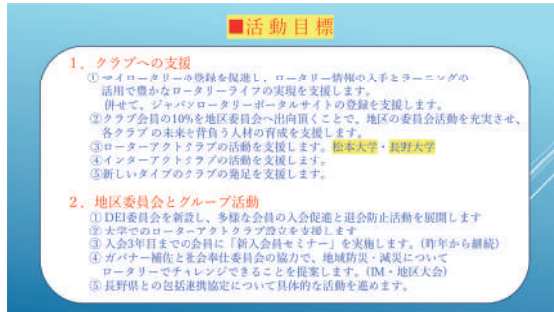 ■活動目標
1．クラブへの支援
①マイロータリーの登録を促進し、ロータリー情報の入手とラーニングの
活用で豊かなロータリーライフの実現を支援します。
併せて、ジャパンロータリーポータルサイトの登録を支援します。
②クラブ会員の10%を地区委員会へ出向頂くことで、地区の委員会活動を充実させ、
各クラブの未来を背負う人材の育成を支援します。
③ローターアクトクラブの活動を支援します。松本大学・長野大学
④インターアクトクラブの活動を支援します。
⑤新しいタイプのクラブの発足を支援します。
2．地区委員会とグループ活動
① DEI委員会を新設し、多様な会員の入会促進と退会防止活動を展開します
② 大学でのローターアクトクラブ設立を支援します
③ 入会3年目までの会員に「新入会員セミナー」を実施します。(昨年から継続)
④ ガバナー補佐と社会奉仕委員会の協力で、地域防災・減災について
ロータリーでチャレンジできることを提案します。(IM・地区大会)
⑤ 長野県との包括連携協定について具体的な活動を進めます。